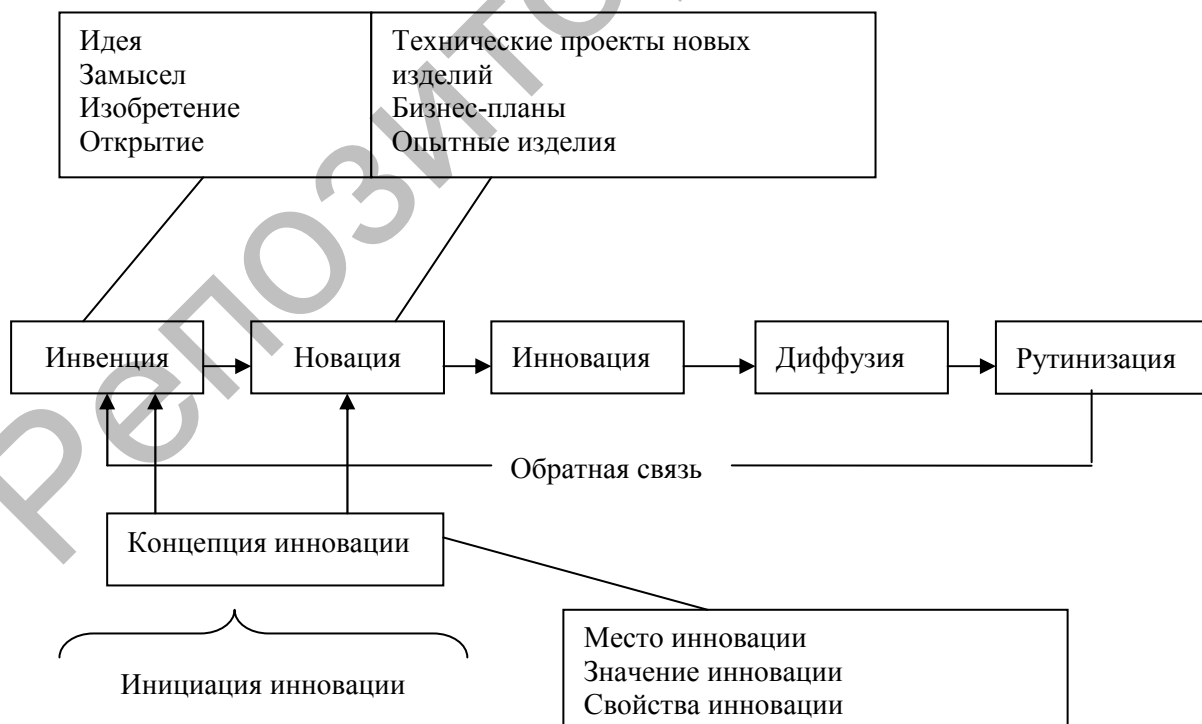 Идея
Замысел
Изобретение
Открытие
Технические проекты новых
изделий
Бизнес-планы
Опытные изделия
Инвенция
Новация
Инновация
Диффузия
Рутинизация
Обратная связь
Концепция инновации
Инициация инновации
Место инновации
Значение инновации
Свойства инновации